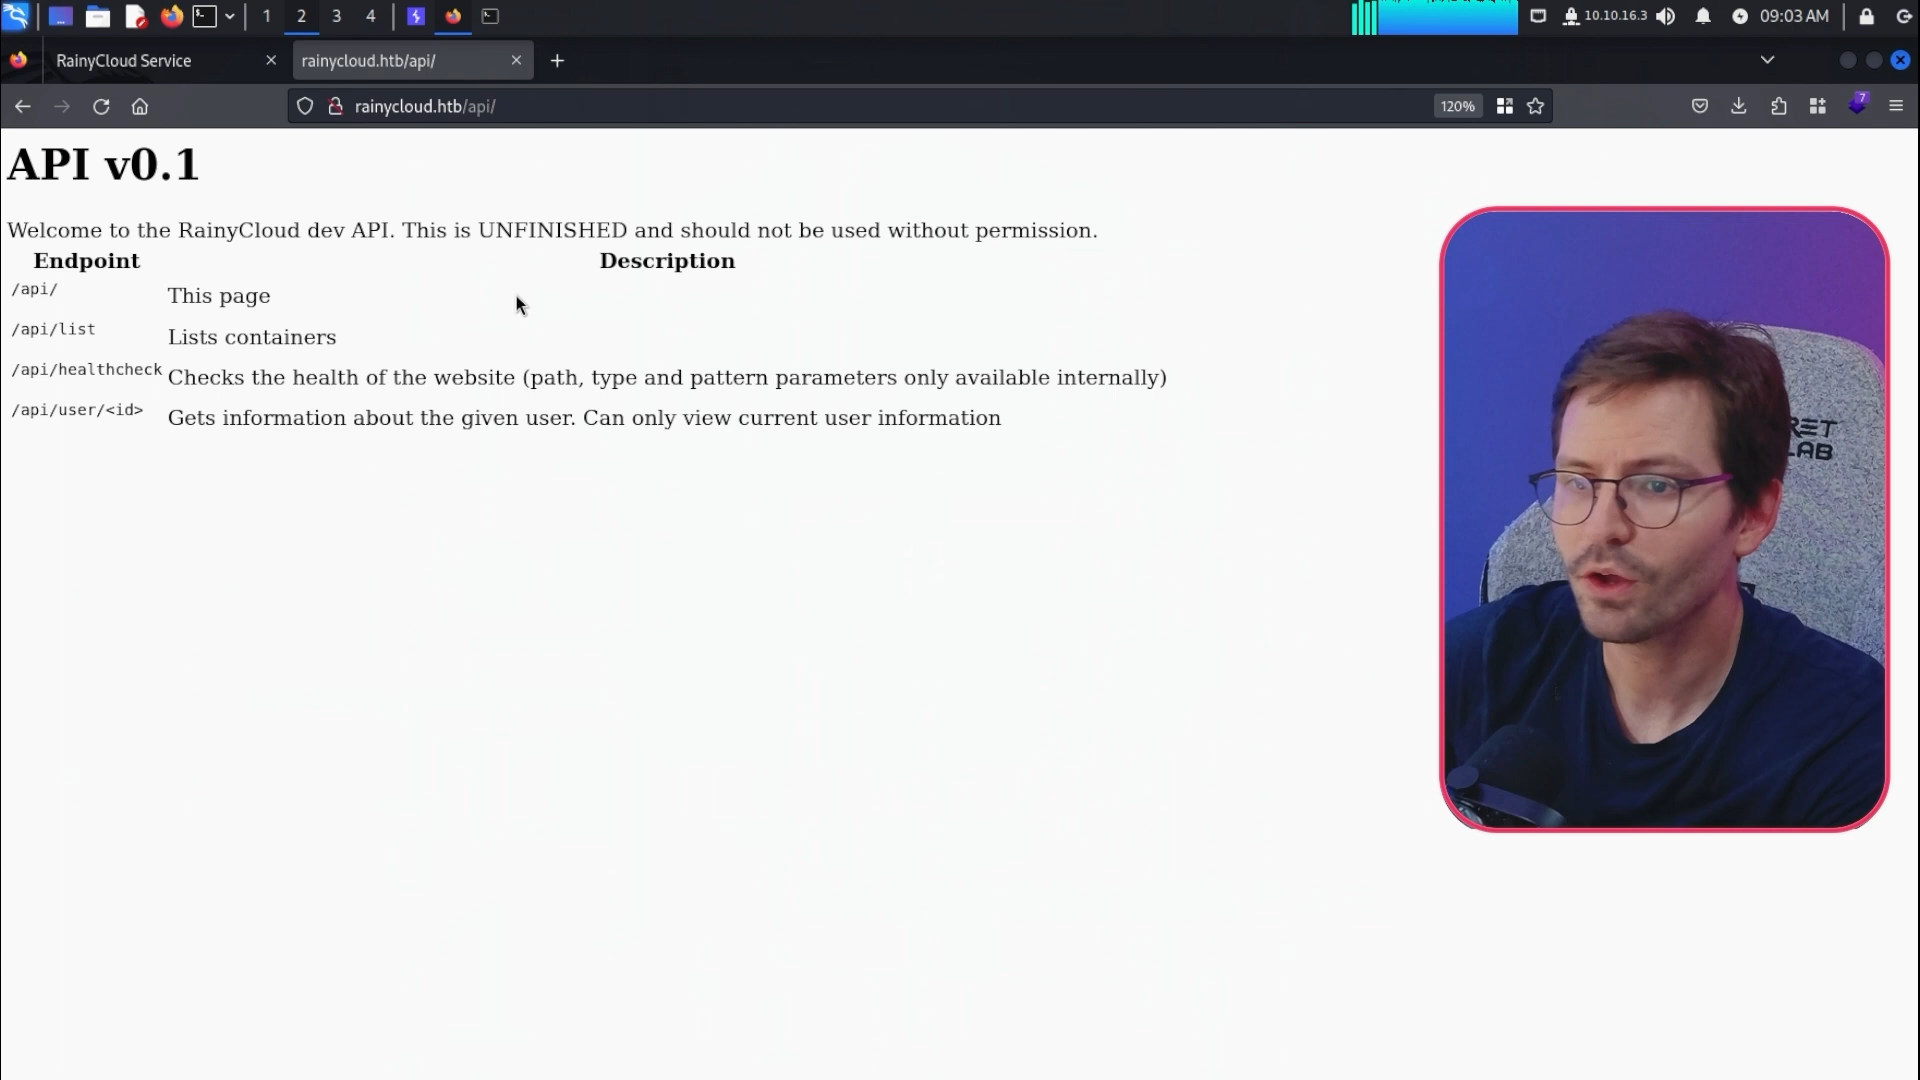 1 2 3 4 10.10.16.3 09:03 AM
RainyCloud Service rainycloud.htb/api/
rainycloud.htb/api/ 120% 7
API v0.1
Welcome to the RainyCloud dev API. This is UNFINISHED and should not be used without permission.
Endpoint Description
/api/ This page
/api/list Lists containers
/api/healthcheck Checks the health of the website (path, type and pattern parameters only available internally)
/api/user/<id> Gets information about the given user. Can only view current user information
RET
LAB